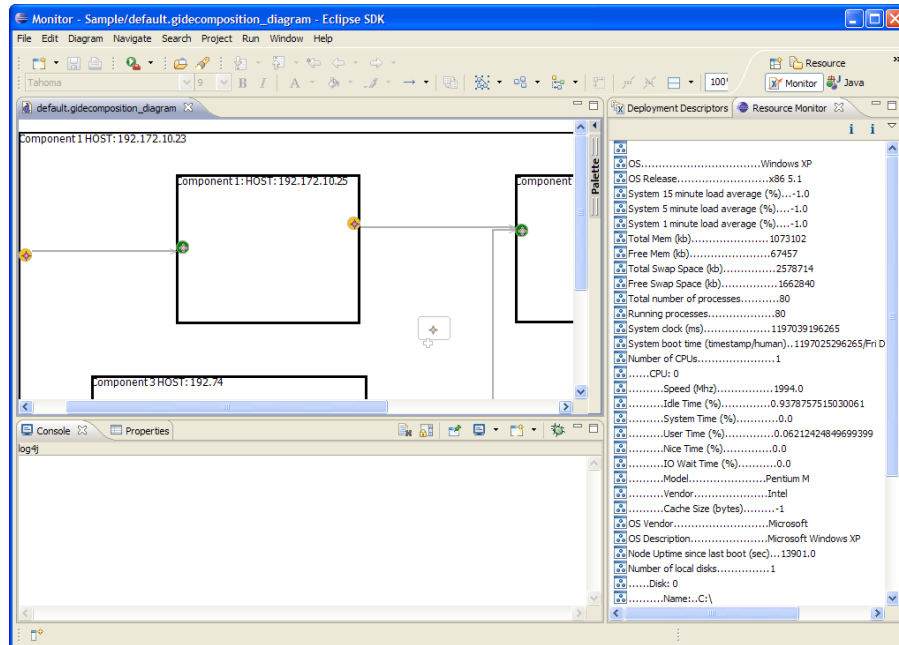 Monitor - Sample/default.gidecomposition_diagram - Eclipse SDK
File Edit Diagram Navigate Search Project Run Window Help
Resource
»
Tahoma 9 B I A 100' Monitor Java
default.gidecomposition_diagram
Component 1 HOST: 192.172.10.23
Component 1: HOST: 192.172.10.25
Component
Palette
Component 3 HOST: 192.74
Console Properties
log4j
Deployment Descriptors Resource Monitor
OS.................................Windows XP
OS Release.........................x86 5.1
System 15 minute load average (%)...-1.0
System 5 minute load average (%)....-1.0
System 1 minute load average (%)....-1.0
Total Mem (kb).....................1073102
Free Mem (kb)......................67457
Total Swap Space (kb)..............2578714
Free Swap Space (kb)...............1662840
Total number of processes..........80
Running processes..................80
System clock (ms)..................1197039196265
System boot time (timestamp/human)..1197025296265/Fri D
Number of CPUs.....................1
......CPU: 0
..........Speed (Mhz)...............1994.0
..........Idle Time (%)............0.9378757515030061
..........System Time (%)..........0.0
..........User Time (%)............0.06212424849699399
..........Nice Time (%)............0.0
..........IO Wait Time (%)..........0.0
..........Model....................Pentium M
..........Vendor...................Intel
..........Cache Size (bytes)........-1
OS Vendor..........................Microsoft
OS Description.....................Microsoft Windows XP
Node Uptime since last boot (sec)...13901.0
Number of local disks..............1
......Disk: 0
..........Name:..C:\